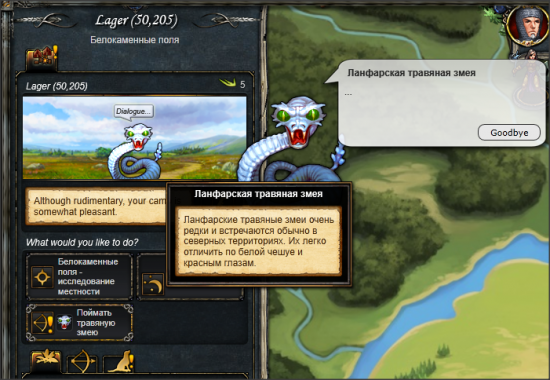 Lager (50,205)
Белокаменные поля
Lager (50,205)
5
Dialogue...
Ланфарская травяная змея
...
Goodbye
Although rudimentary, your cam
somewhat pleasant.
Ланфарская травяная змея
Ланфарские травяные змеи очень
редки и встречаются обычно в
северных территориях. Их легко
отличить по белой чешуе и
красным глазам.
What would you like to do?
Белокаменные
поля -
исследование
местности
Поймать
травяную
змею